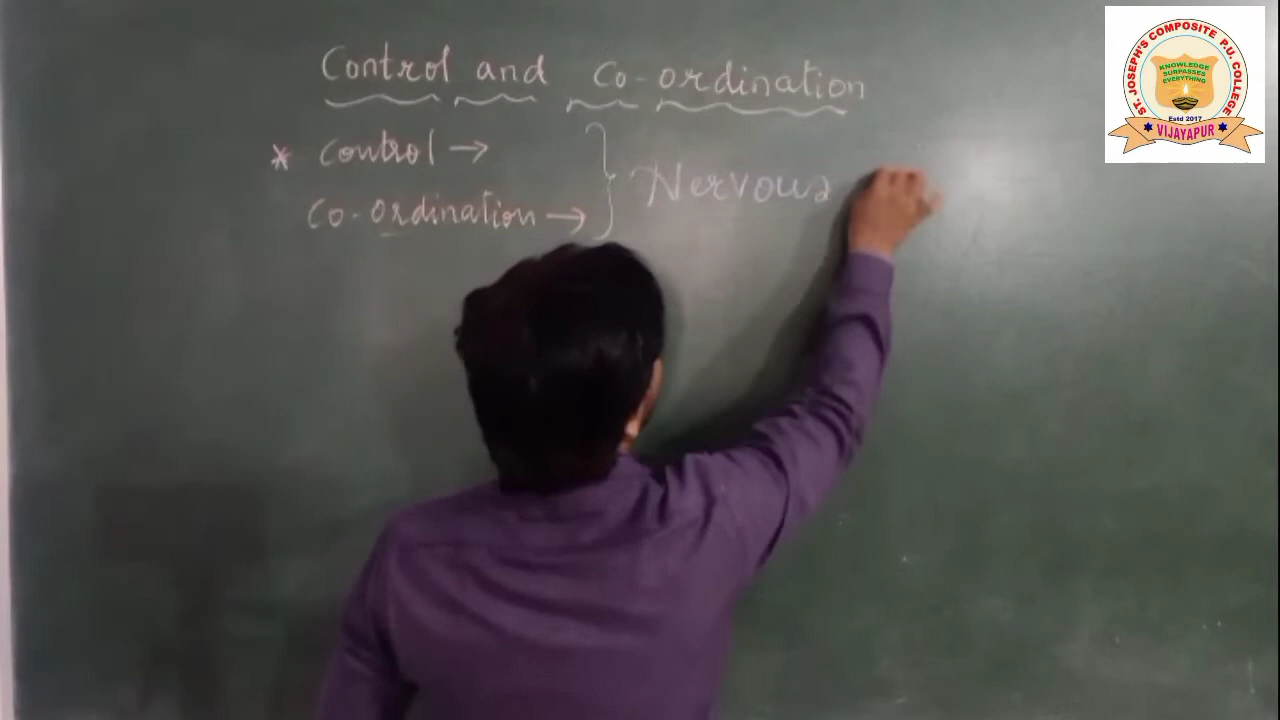 Control and Co-ordination
* Control →
Co-ordination →
} Nervous
ST. JOSEPH'S COMPOSITE P.U. COLLEGE
KNOWLEDGE
SURPASSES
EVERYTHING
Estd 2017
VIJAYAPUR